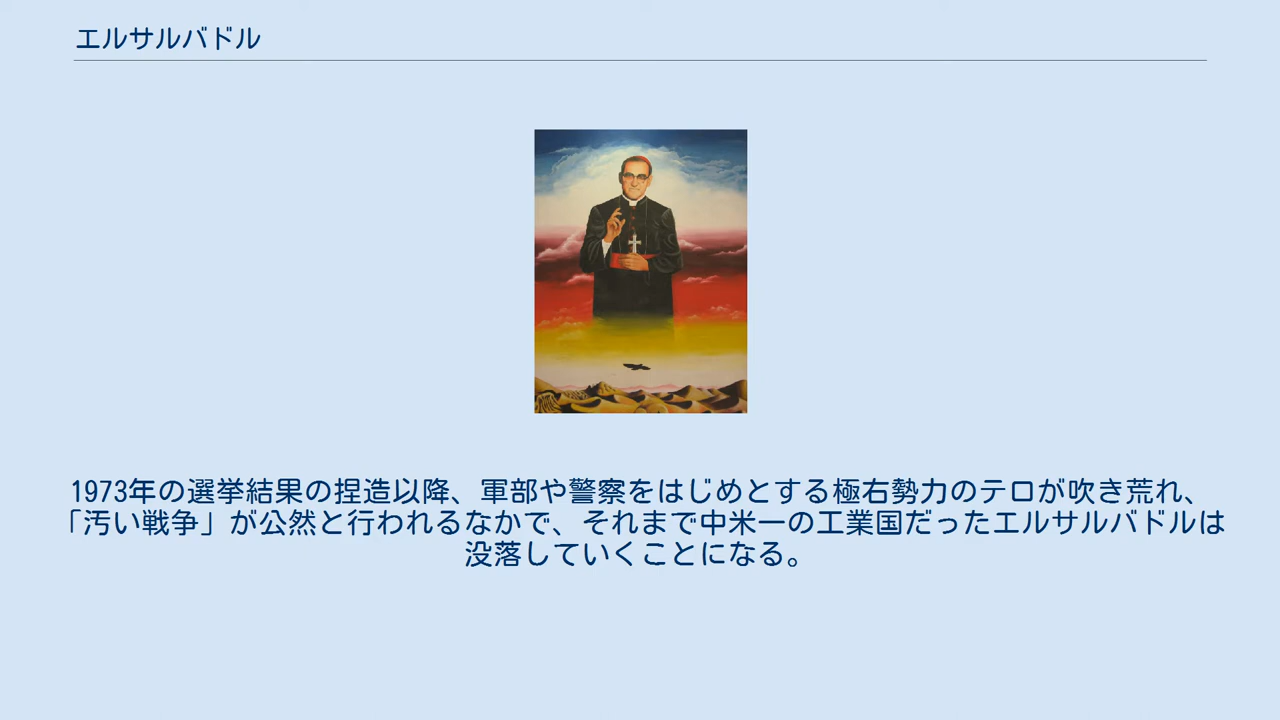 エルサルバドル
1973年の選挙結果の捏造以降、軍部や警察をはじめとする極右勢力のテロが吹き荒れ、
「汚い戦争」が公然と行われるなかで、それまで中米一の工業国だったエルサルバドルは
没落していくことになる。